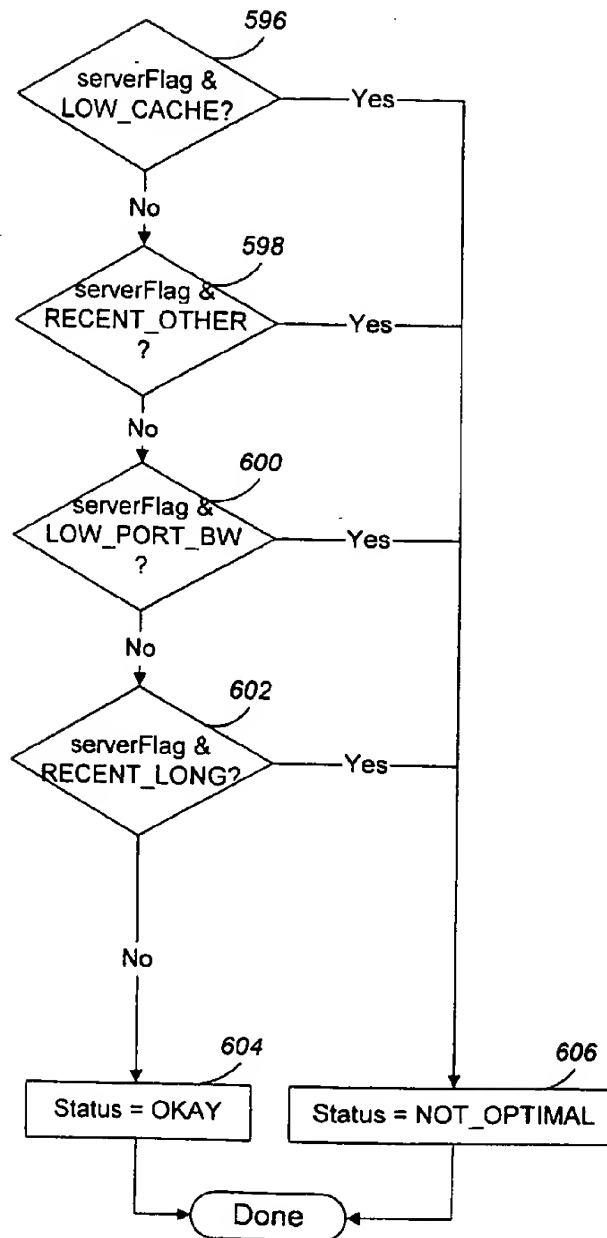 596
serverFlag &
LOW_CACHE?
Yes
No
598
serverFlag &
RECENT_OTHER
?
Yes
No
600
serverFlag &
LOW_PORT_BW
?
Yes
No
602
serverFlag &
RECENT_LONG?
Yes
No
604
Status = OKAY
606
Status = NOT_OPTIMAL
Done